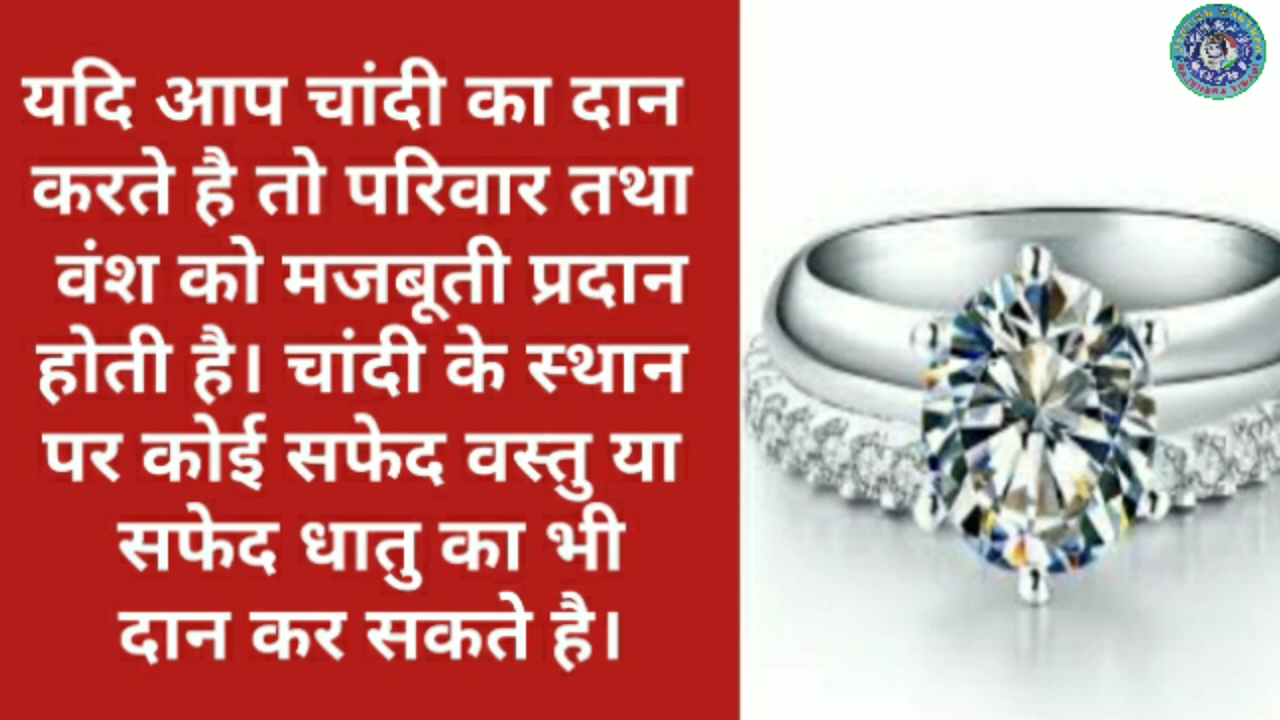 यदि आप चांदी का दान
करते है तो परिवार तथा
वंश को मजबूती प्रदान
होती है। चांदी के स्थान
पर कोई सफेद वस्तु या
सफेद धातु का भी
दान कर सकते है।